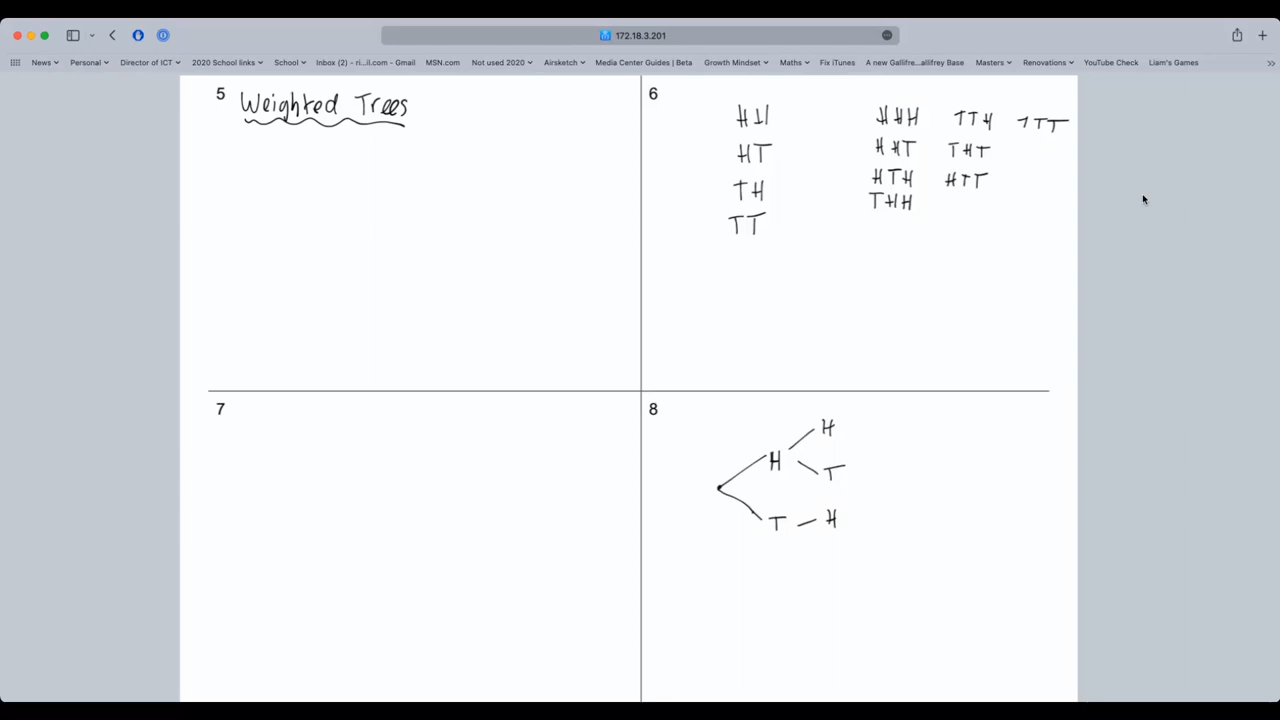 172.18.3.201
News Personal Director of ICT 2020 School links School Inbox (2) - ri...il.com - Gmail MSN.com Not used 2020 Airsketch Media Center Guides | Beta Growth Mindset Maths Fix iTunes A new Gallifre...allifrey Base Masters Renovations YouTube Check Liam's Games
5 Weighted Trees
6
HH HHH TTH TTT
HT HHT THT
TH HTH HTT
THH
TT
7
8
H
H
T
T H